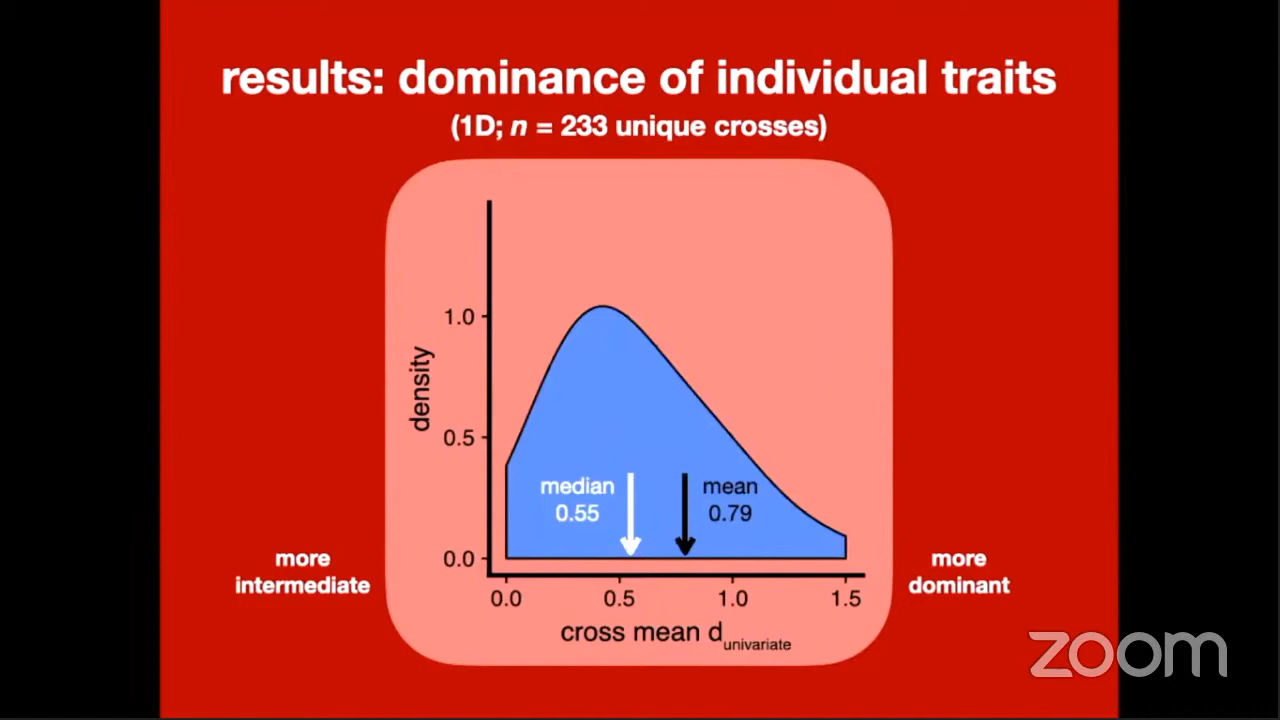 results: dominance of individual traits
(1D; n = 233 unique crosses)
density
1.0
0.5
0.0
median
0.55
mean
0.79
0.0 0.5 1.0 1.5
cross mean d univariate
more
intermediate
more
dominant
zoom